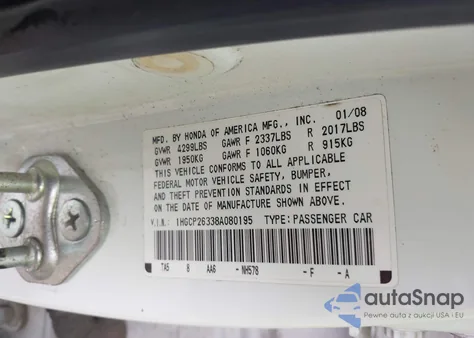 MFD. BY HONDA OF AMERICA MFG., INC. 01/08
GVWR 4299LBS GAWR F 2337LBS R 2017LBS
GVWR 1950KG GAWR F 1060KG R 915KG
THIS VEHICLE CONFORMS TO ALL APPLICABLE
FEDERAL MOTOR VEHICLE SAFETY, BUMPER,
AND THEFT PREVENTION STANDARDS IN EFFECT
ON THE DATE OF MANUFACTURE SHOWN ABOVE.
V.I.N.: 1HGCP26338A080195 TYPE: PASSENGER CAR
TA5 8 AA6 - NH578 - F - A
autoSnap
Pewne auta z aukcji USA i EU